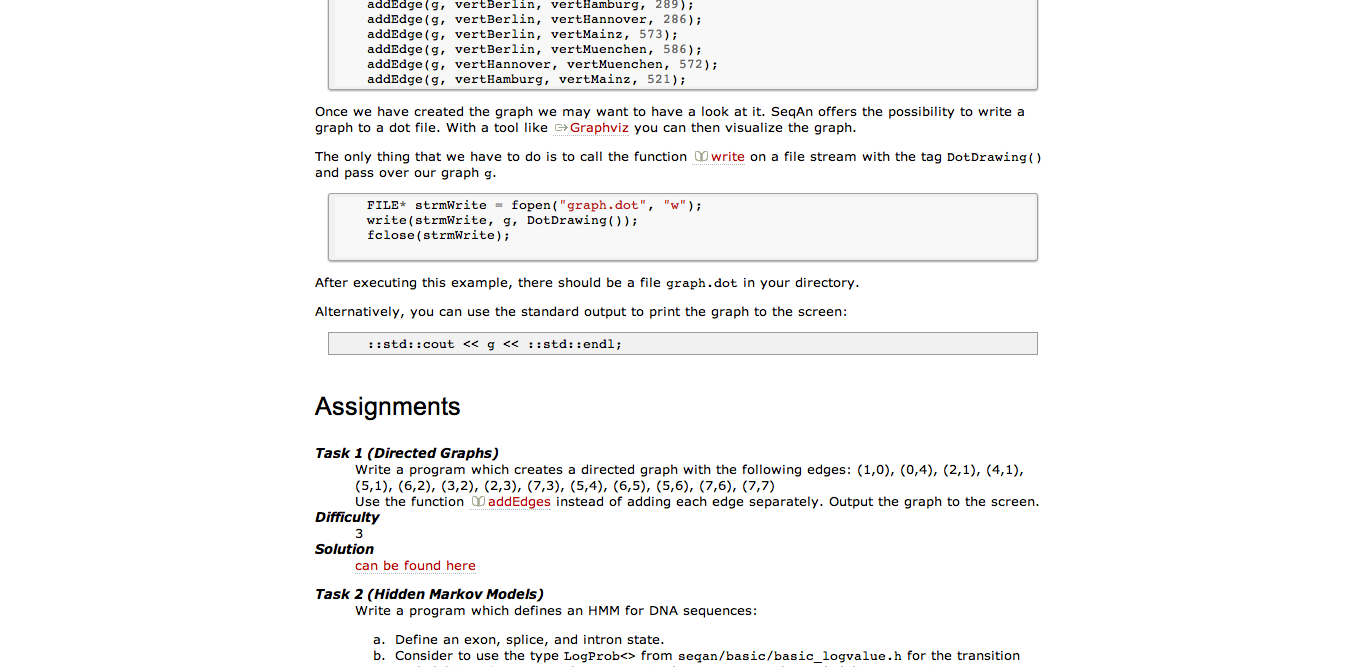 addEdge(g, vertBerlin, vertHamburg, 289);
addEdge(g, vertBerlin, vertHannover, 286);
addEdge(g, vertBerlin, vertMainz, 573);
addEdge(g, vertBerlin, vertMuenchen, 586);
addEdge(g, vertHannover, vertMuenchen, 572);
addEdge(g, vertHamburg, vertMainz, 521);
Once we have created the graph we may want to have a look at it. SeqAn offers the possibility to write a
graph to a dot file. With a tool like Graphviz you can then visualize the graph.
The only thing that we have to do is to call the function write on a file stream with the tag DotDrawing()
and pass over our graph g.
FILE* strmWrite = fopen("graph.dot", "w");
write(strmWrite, g, DotDrawing());
fclose(strmWrite);
After executing this example, there should be a file graph.dot in your directory.
Alternatively, you can use the standard output to print the graph to the screen:
::std::cout << g << ::std::endl;
Assignments
Task 1 (Directed Graphs)
Write a program which creates a directed graph with the following edges: (1,0), (0,4), (2,1), (4,1),
(5,1), (6,2), (3,2), (2,3), (7,3), (5,4), (6,5), (5,6), (7,6), (7,7)
Use the function addEdges instead of adding each edge separately. Output the graph to the screen.
Difficulty
3
Solution
can be found here
Task 2 (Hidden Markov Models)
Write a program which defines an HMM for DNA sequences:
a. Define an exon, splice, and intron state.
b. Consider to use the type LogProb<> from seqan/basic/basic_logvalue.h for the transition